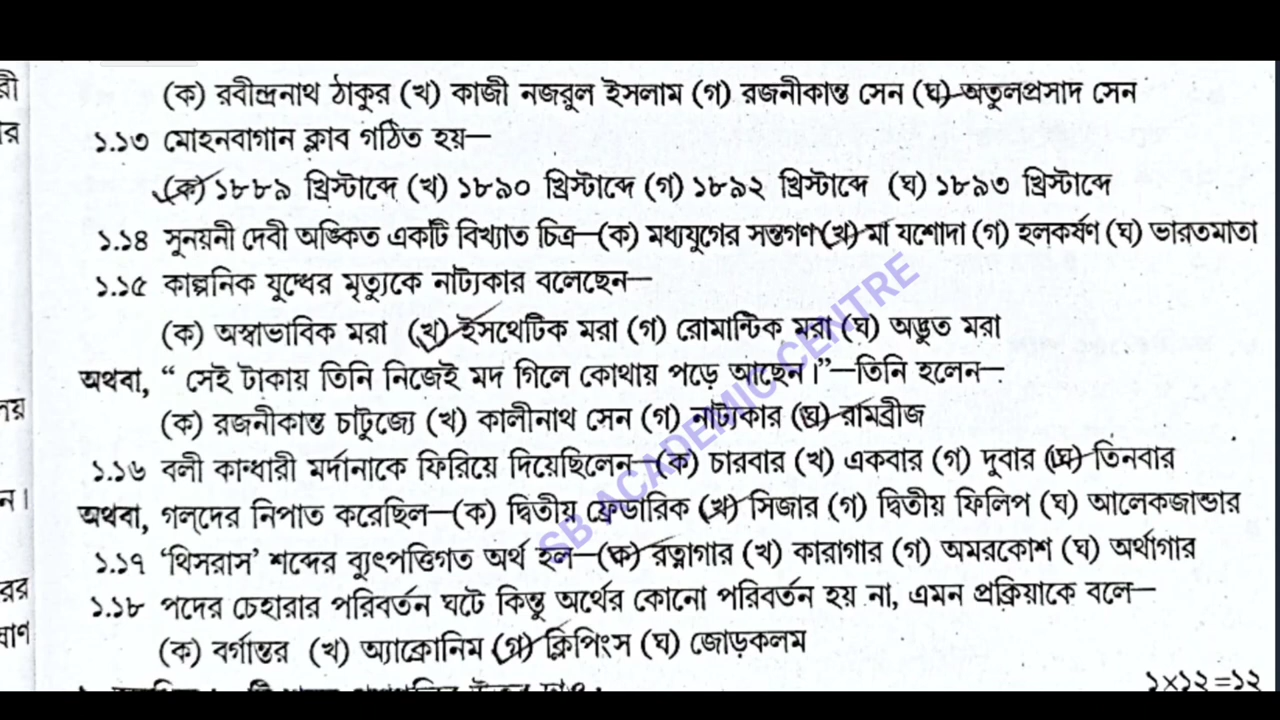 রী
(ক) রবীন্দ্রনাথ ঠাকুর (খ) কাজী নজরুল ইসলাম (গ) রজনীকান্ত সেন (ঘ) অতুলপ্রসাদ সেন
র
১.১৩ মোহনবাগান ক্লাব গঠিত হয়—
(ক) ১৮৮৯ খ্রিস্টাব্দে (খ) ১৮৯০ খ্রিস্টাব্দে (গ) ১৮৯২ খ্রিস্টাব্দে (ঘ) ১৮৯৩ খ্রিস্টাব্দে
১.১৪ সুনয়নী দেবী অঙ্কিত একটি বিখ্যাত চিত্র—(ক) মধ্যযুগের সন্তগণ (খ) মা যশোদা (গ) হলকর্ষণ (ঘ) ভারতমাতা
১.১৫ কাল্পনিক যুদ্ধের মৃত্যুকে নাট্যকার বলেছেন—
(ক) অস্বাভাবিক মরা (খ) ইসথেটিক মরা (গ) রোমান্টিক মরা (ঘ) অদ্ভুত মরা
অথবা, “ সেই টাকায় তিনি নিজেই মদ গিলে কোথায় পড়ে আছেন।”—তিনি হলেন—
(ক) রজনীকান্ত চাটুজ্যে (খ) কালীনাথ সেন (গ) নাট্যকার (ঘ) রামব্রীজ
১.১৬ বলী কান্ধারী মর্দানাকে ফিরিয়ে দিয়েছিলেন—(ক) চারবার (খ) একবার (গ) দুবার (ঘ) তিনবার
ন।
অথবা, গল্‌দের নিপাত করেছিল—(ক) দ্বিতীয় ফ্রেডারিক (খ) সিজার (গ) দ্বিতীয় ফিলিপ (ঘ) আলেকজান্ডার
১.১৭ ‘থিসরাস’ শব্দের ব্যুৎপত্তিগত অর্থ হল—(ক) রত্নাগার (খ) কারাগার (গ) অমরকোশ (ঘ) অর্থাগার
রর
১.১৮ পদের চেহারার পরিবর্তন ঘটে কিন্তু অর্থের কোনো পরিবর্তন হয় না, এমন প্রক্রিয়াকে বলে—
(ক) বর্গান্তর (খ) অ্যাক্রোনিম (গ) ক্লিপিংস (ঘ) জোড়কলম
১×১২=১২
SB ACADEMIC CENTRE